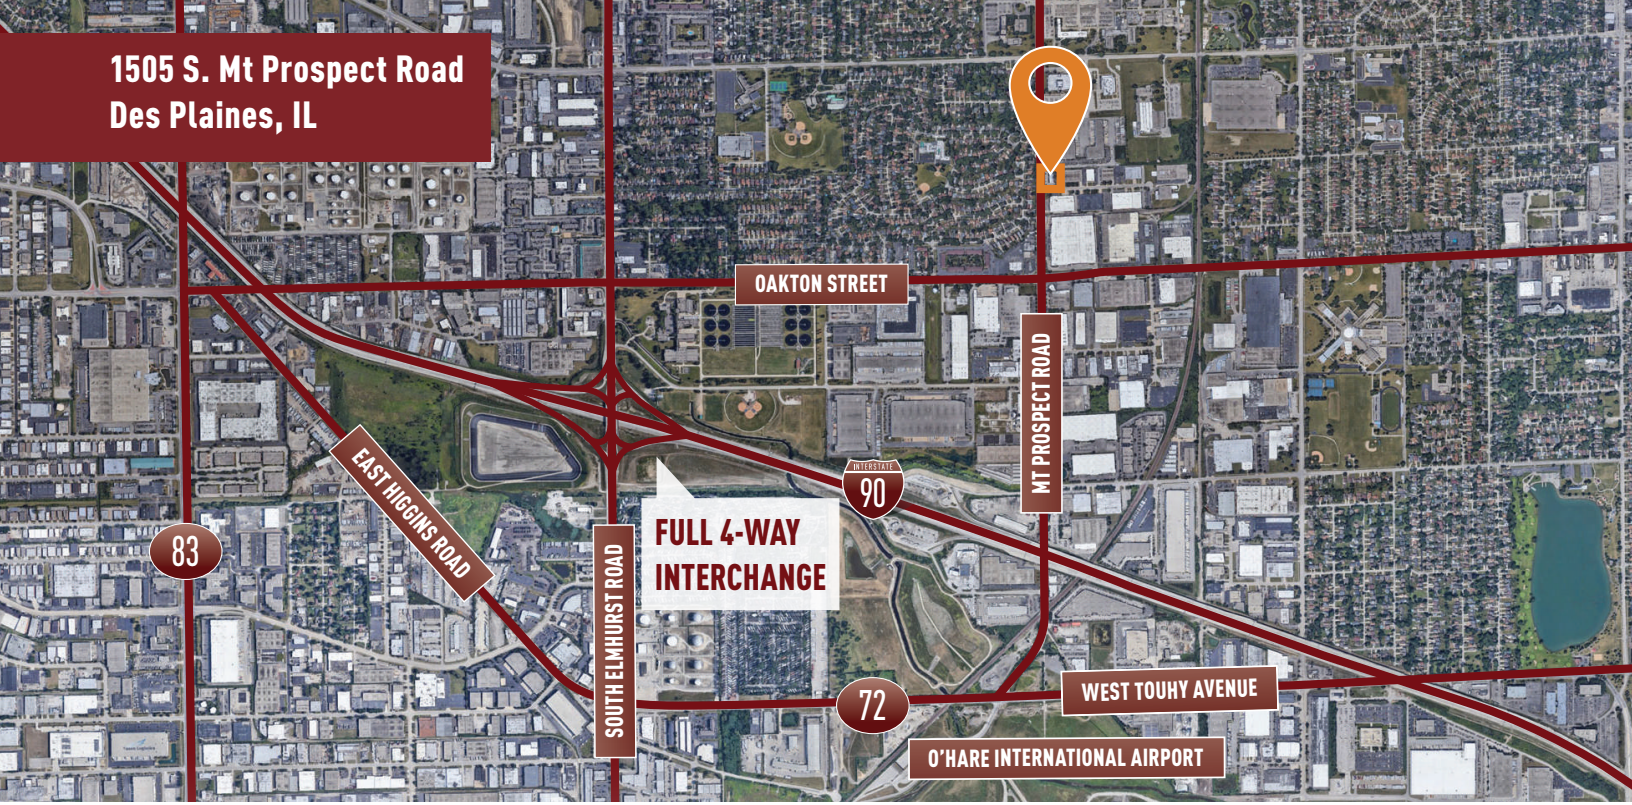 1505 S. Mt Prospect Road
Des Plaines, IL
OAKTON STREET
MT PROSPECT ROAD
EAST HIGGINS ROAD
INTERSTATE
90
83
FULL 4-WAY
INTERCHANGE
SOUTH ELMHURST ROAD
72
WEST TOUHY AVENUE
O'HARE INTERNATIONAL AIRPORT